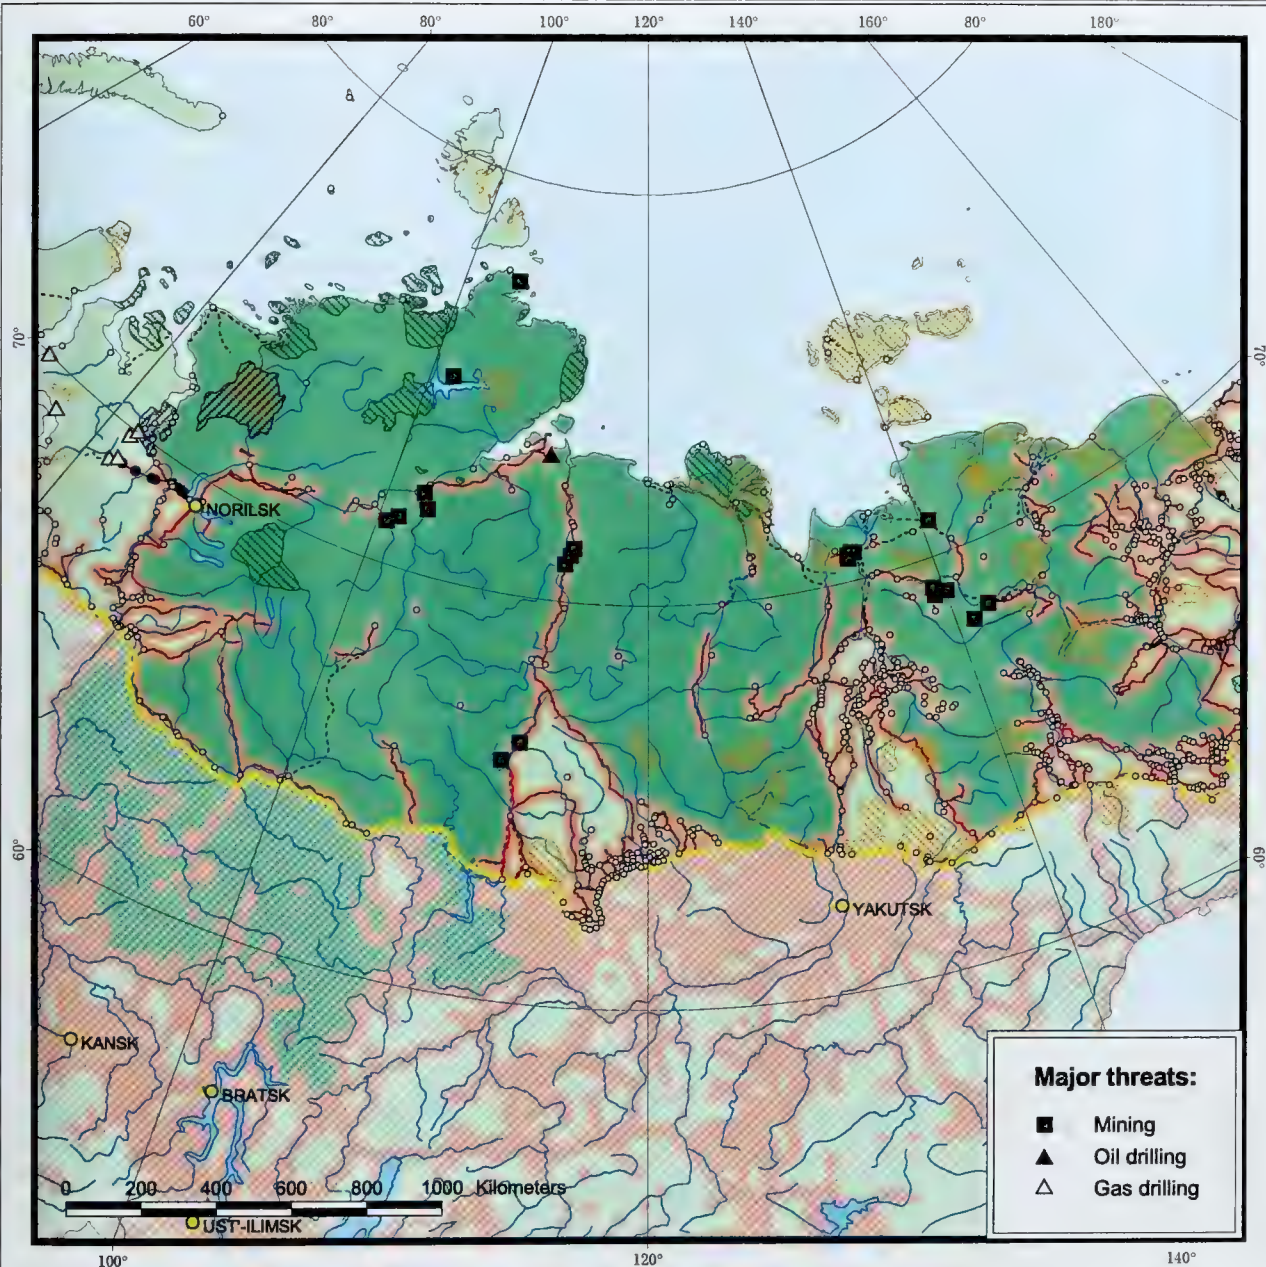 60° 80° 80° 100° 120° 140° 160° 80° 180°
70°
70°
NORILSK
60°
60°
YAKUTSK
KANSK
BRATSK
0 200 400 600 800 1000 Kilometers
UST'-ILIMSK
Major threats:
Mining
Oil drilling
Gas drilling
100° 120° 140°